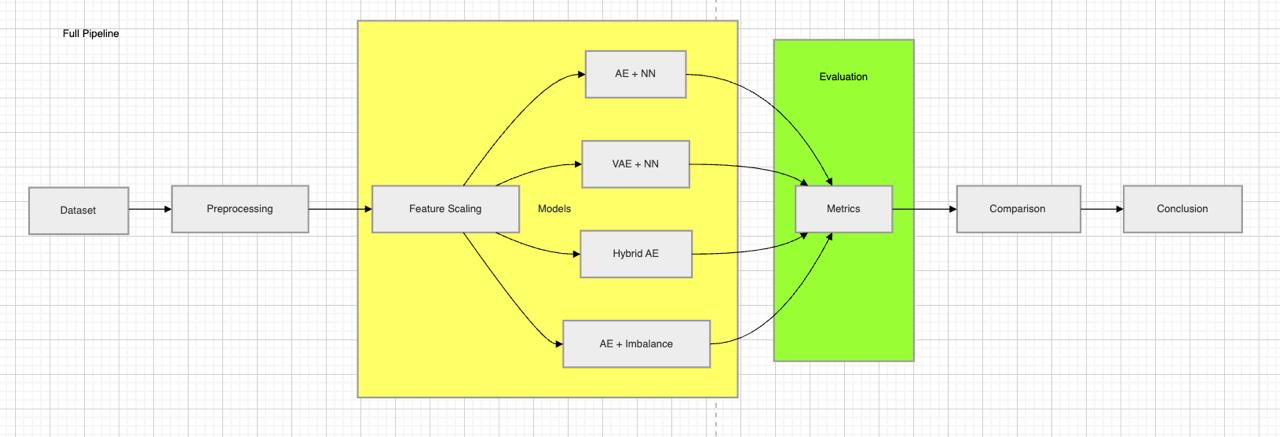 Full Pipeline
Dataset
Preprocessing
Feature Scaling
Models
AE + NN
VAE + NN
Hybrid AE
AE + Imbalance
Evaluation
Metrics
Comparison
Conclusion